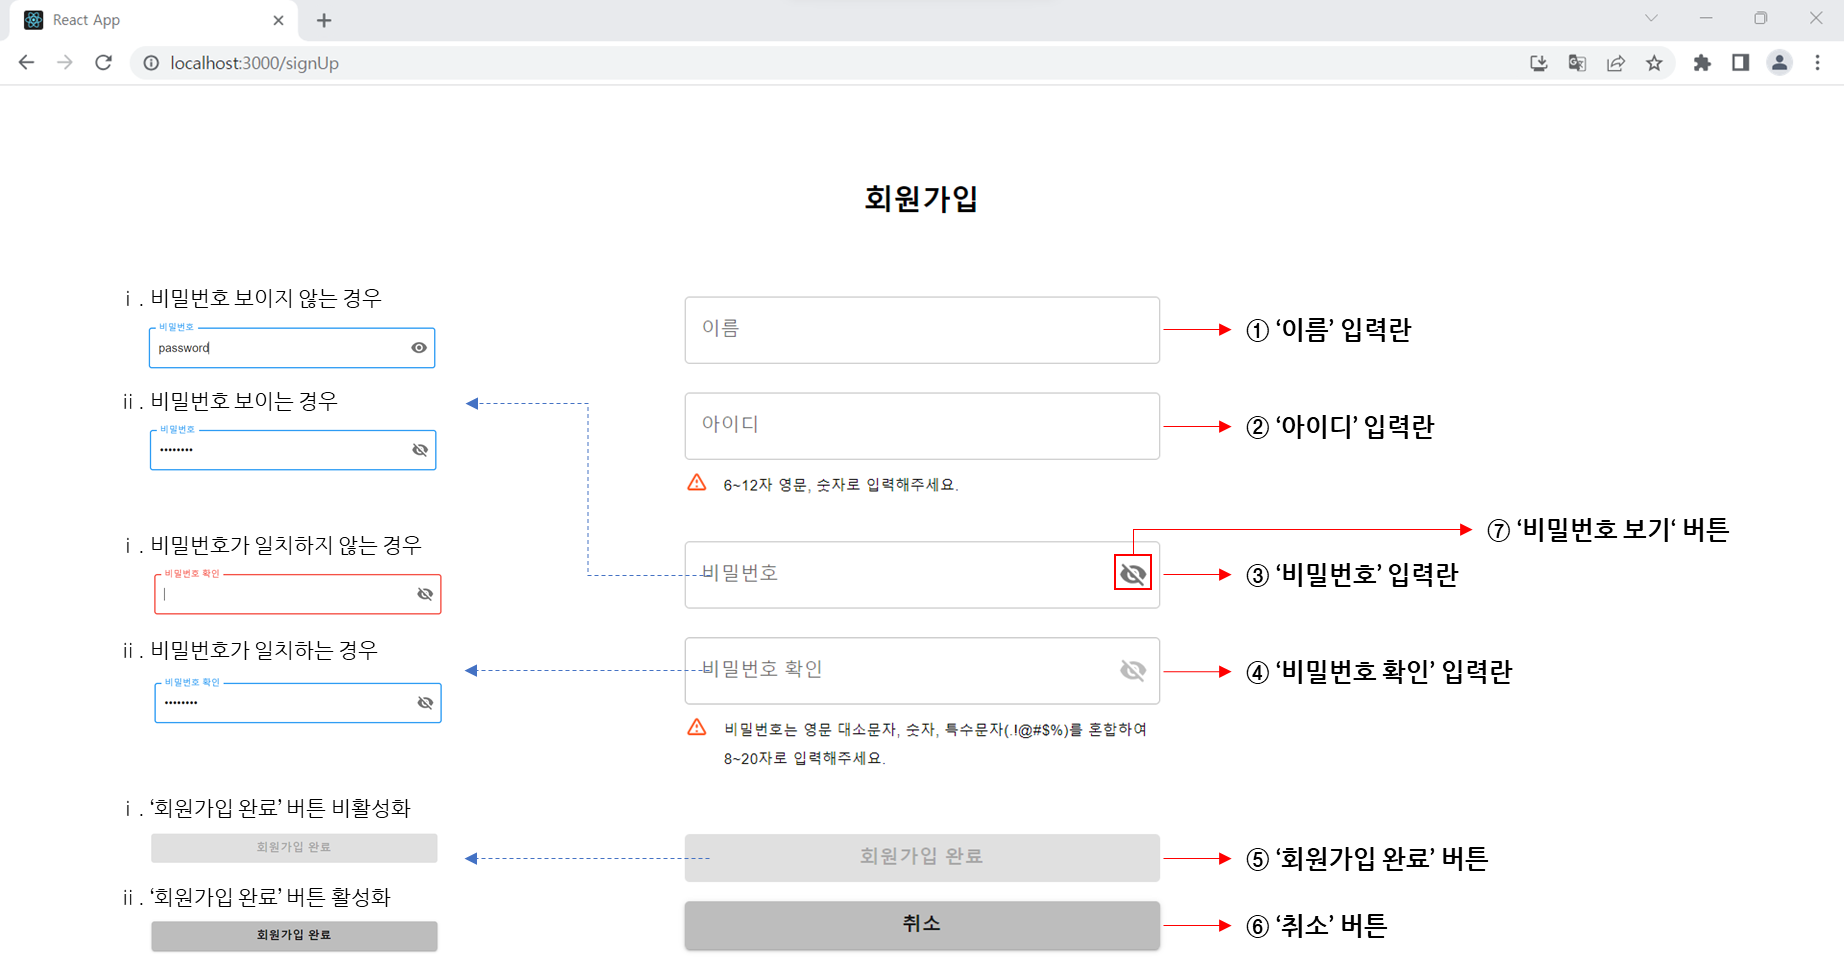 React App
localhost:3000/signUp
회원가입
ⅰ. 비밀번호 보이지 않는 경우
비밀번호
password
ⅱ. 비밀번호 보이는 경우
비밀번호
••••••••
ⅰ. 비밀번호가 일치하지 않는 경우
비밀번호 확인
ⅱ. 비밀번호가 일치하는 경우
비밀번호 확인
••••••••
ⅰ. ‘회원가입 완료’ 버튼 비활성화
회원가입 완료
ⅱ. ‘회원가입 완료’ 버튼 활성화
회원가입 완료
이름
아이디
6~12자 영문, 숫자로 입력해주세요.
비밀번호
비밀번호 확인
비밀번호는 영문 대소문자, 숫자, 특수문자(.!@#$%)를 혼합하여
8~20자로 입력해주세요.
회원가입 완료
취소
① ‘이름’ 입력란
② ‘아이디’ 입력란
⑦ ‘비밀번호 보기‘ 버튼
③ ‘비밀번호’ 입력란
④ ‘비밀번호 확인’ 입력란
⑤ ‘회원가입 완료’ 버튼
⑥ ‘취소’ 버튼